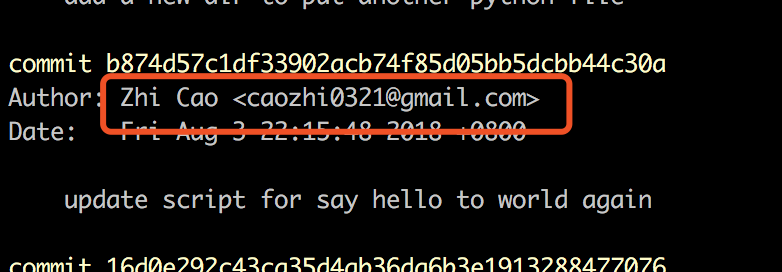 add a new dir to put another python file
commit b874d57c1df33902acb74f85d05bb5dcbb44c30a
Author: Zhi Cao <caozhi0321@gmail.com>
Date: Fri Aug 3 22:15:48 2018 +0800
update script for say hello to world again
commit 16d0e292c43ca35d4ab36da6b3e1913288477076